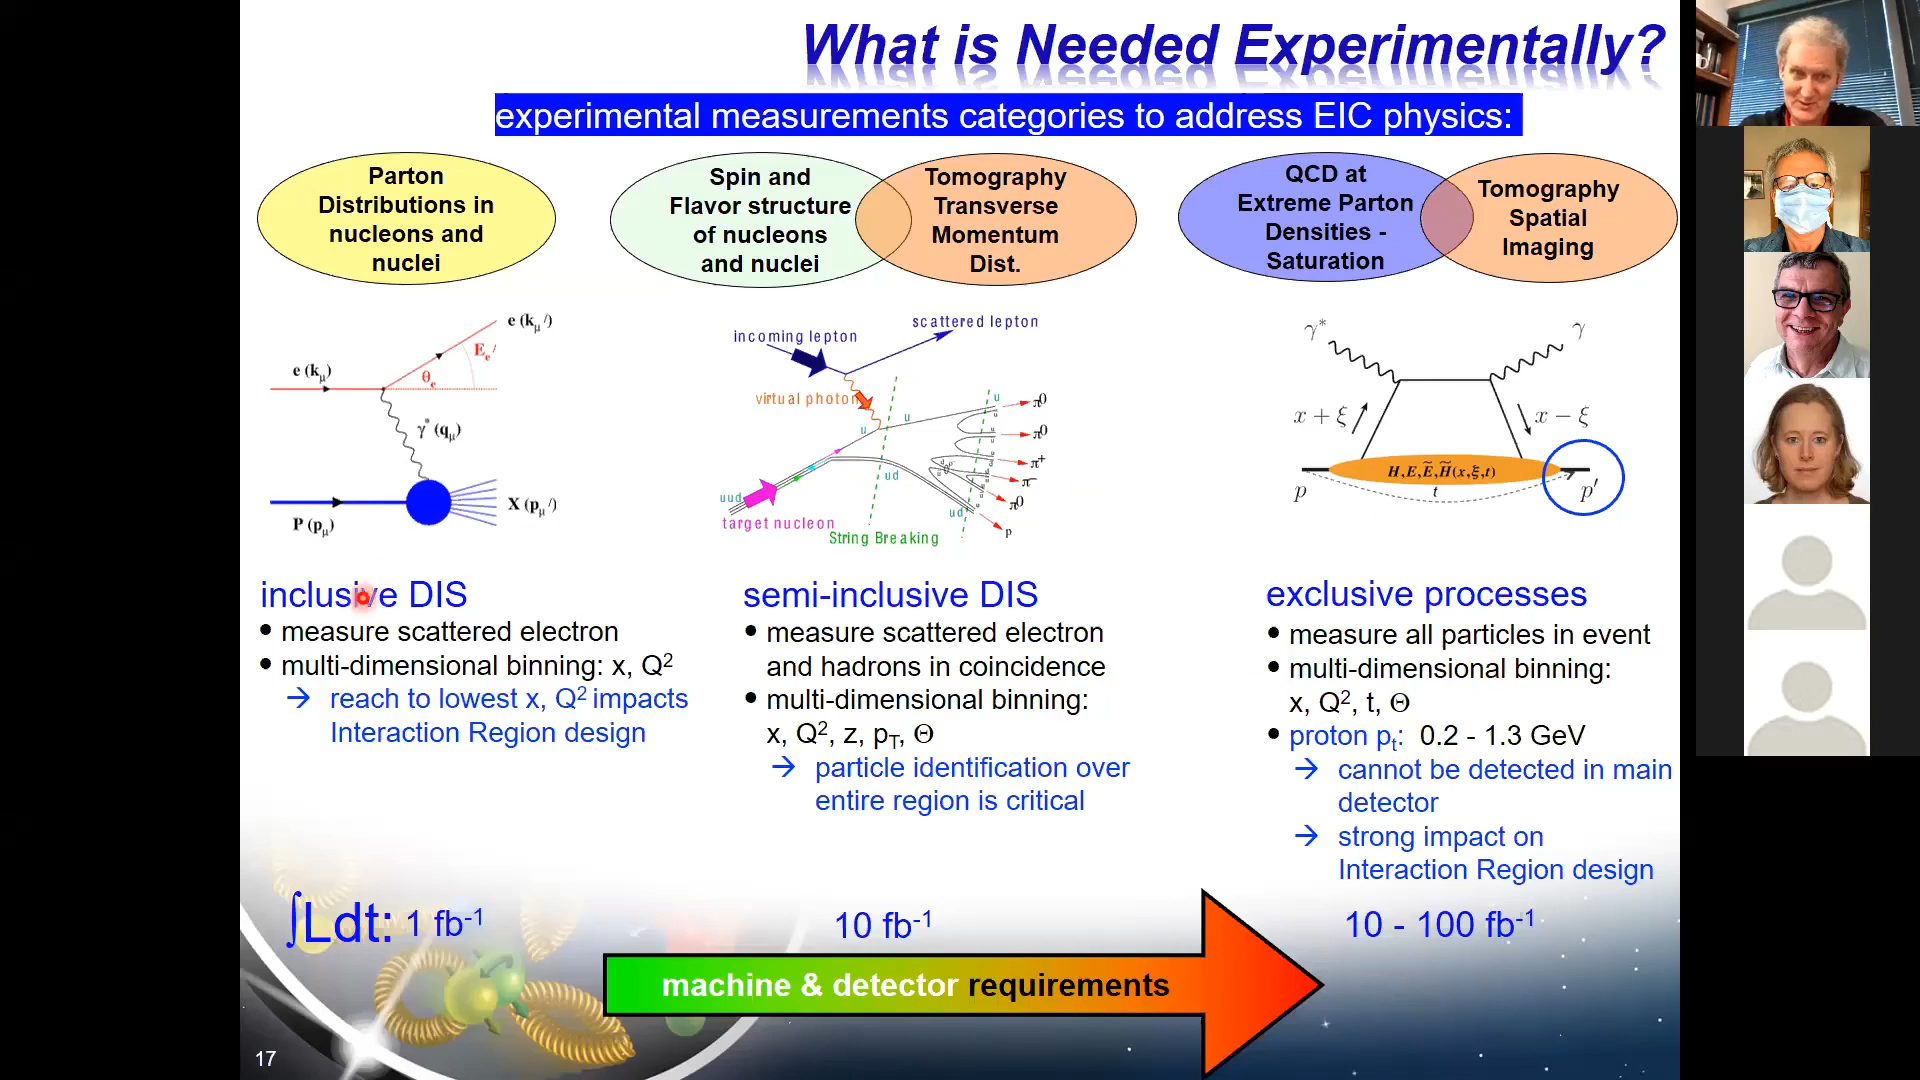 What is Needed Experimentally?
experimental measurements categories to address EIC physics:
Parton
Distributions in
nucleons and
nuclei
Spin and
Flavor structure
of nucleons
and nuclei
Tomography
Transverse
Momentum
Dist.
QCD at
Extreme Parton
Densities -
Saturation
Tomography
Spatial
Imaging
e (kμ′)
Ee′
θe
e (kμ)
γ* (qμ)
P (pμ)
X (pμ′)
incoming lepton
scattered lepton
virtual photon
u
u
u
ud
ud
uud
target nucleon
String Breaking
π0
π0
π+
π-
π0
p
γ*
γ
x + ξ
x − ξ
H, E, Ẽ, H̃ (x,ξ,t)
p
t
p′
inclusive DIS
• measure scattered electron
• multi-dimensional binning: x, Q²
→ reach to lowest x, Q² impacts
Interaction Region design
semi-inclusive DIS
• measure scattered electron
and hadrons in coincidence
• multi-dimensional binning:
x, Q², z, pT, Θ
→ particle identification over
entire region is critical
exclusive processes
• measure all particles in event
• multi-dimensional binning:
x, Q², t, Θ
• proton pt: 0.2 - 1.3 GeV
→ cannot be detected in main
detector
→ strong impact on
Interaction Region design
∫Ldt: 1 fb⁻¹
10 fb⁻¹
10 - 100 fb⁻¹
machine & detector requirements
17